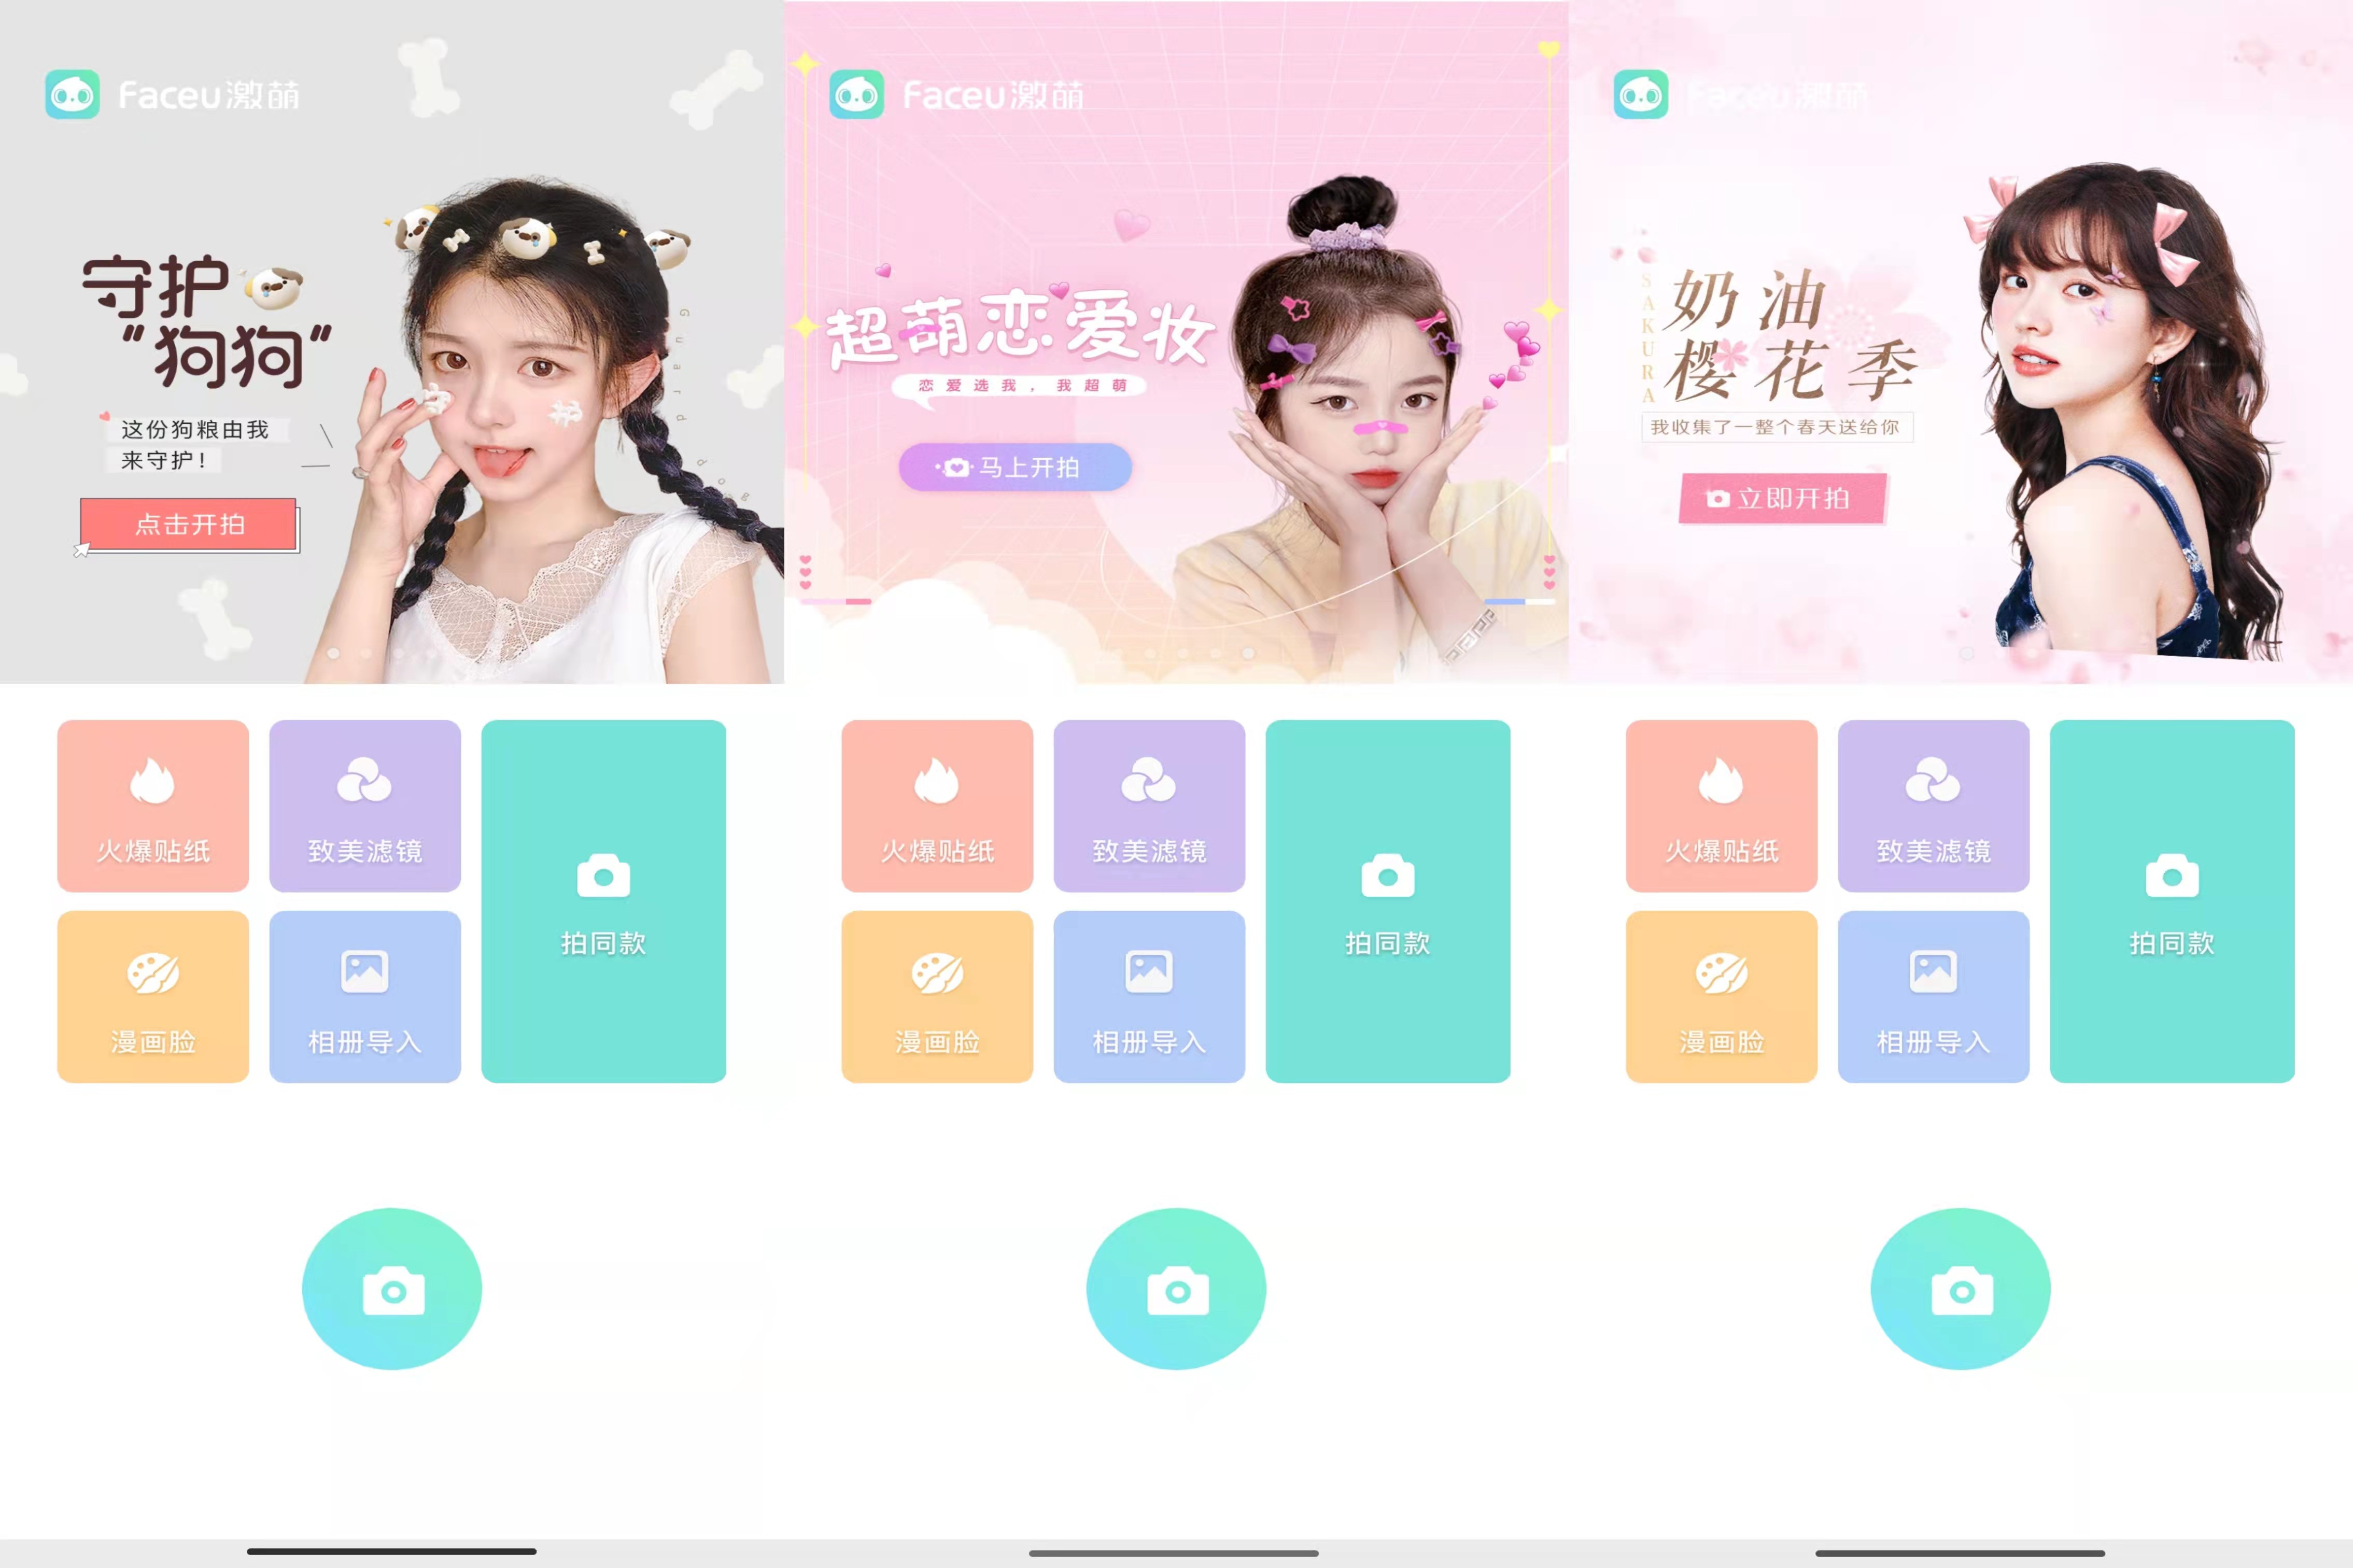 Faceu激萌
守护
“狗狗”
这份狗粮由我
来守护！
点击开拍
Guard dog
火爆贴纸
致美滤镜
拍同款
漫画脸
相册导入
Faceu激萌
超萌恋爱妆
恋爱选我，我超萌
马上开拍
火爆贴纸
致美滤镜
拍同款
漫画脸
相册导入
Faceu激萌
SAKURA
奶油
樱花季
我收集了一整个春天送给你
立即开拍
火爆贴纸
致美滤镜
拍同款
漫画脸
相册导入